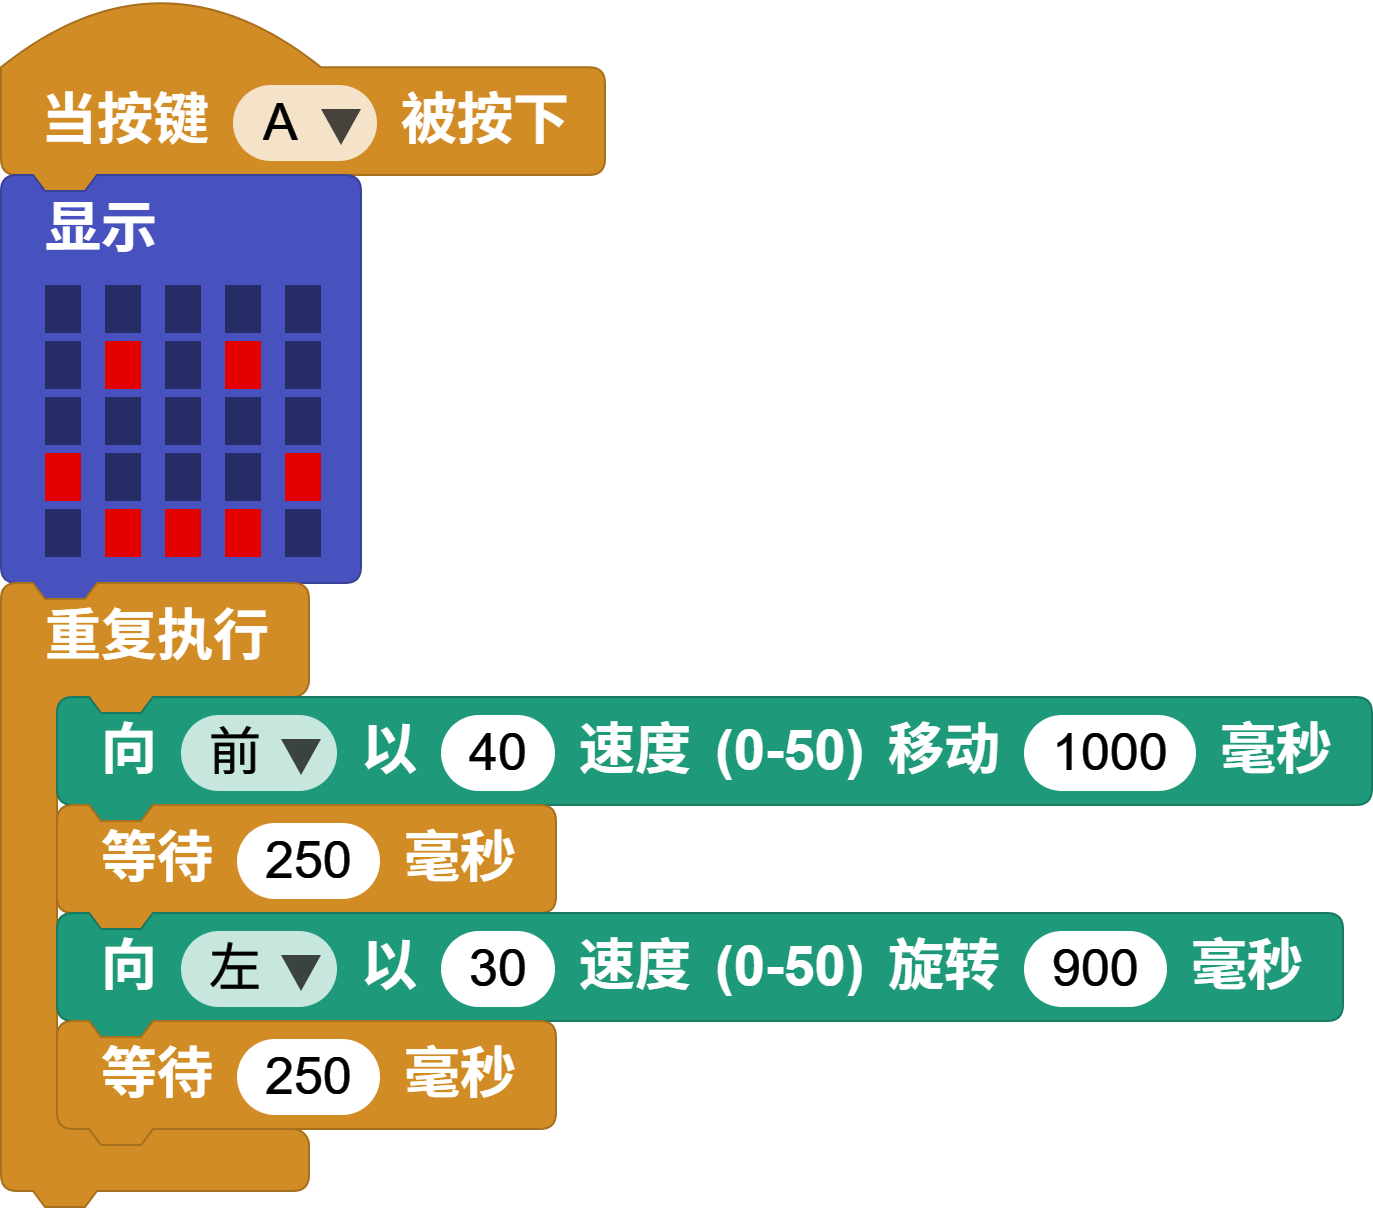 当按键 A 被按下
显示
重复执行
向 前 以 40 速度 (0-50) 移动 1000 毫秒
等待 250 毫秒
向 左 以 30 速度 (0-50) 旋转 900 毫秒
等待 250 毫秒